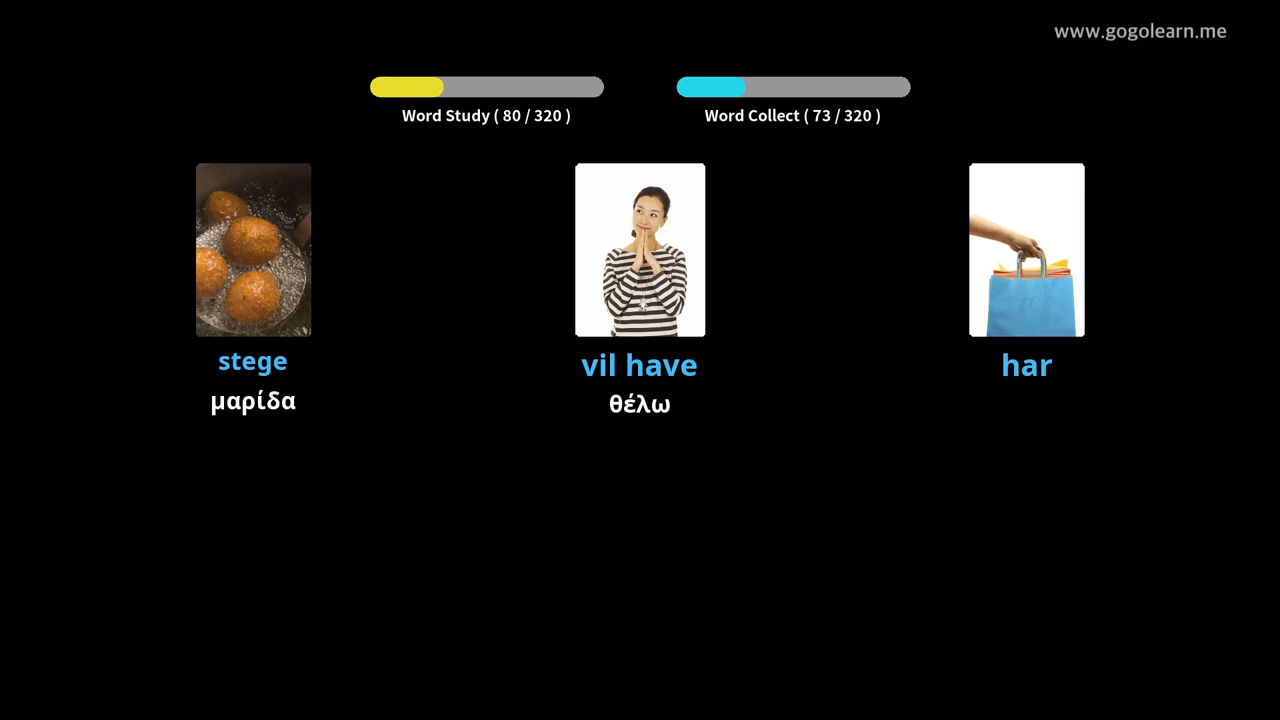 www.gogolearn.me
Word Study ( 80 / 320 )
Word Collect ( 73 / 320 )
stege
vil have
har
μαρίδα
θέλω